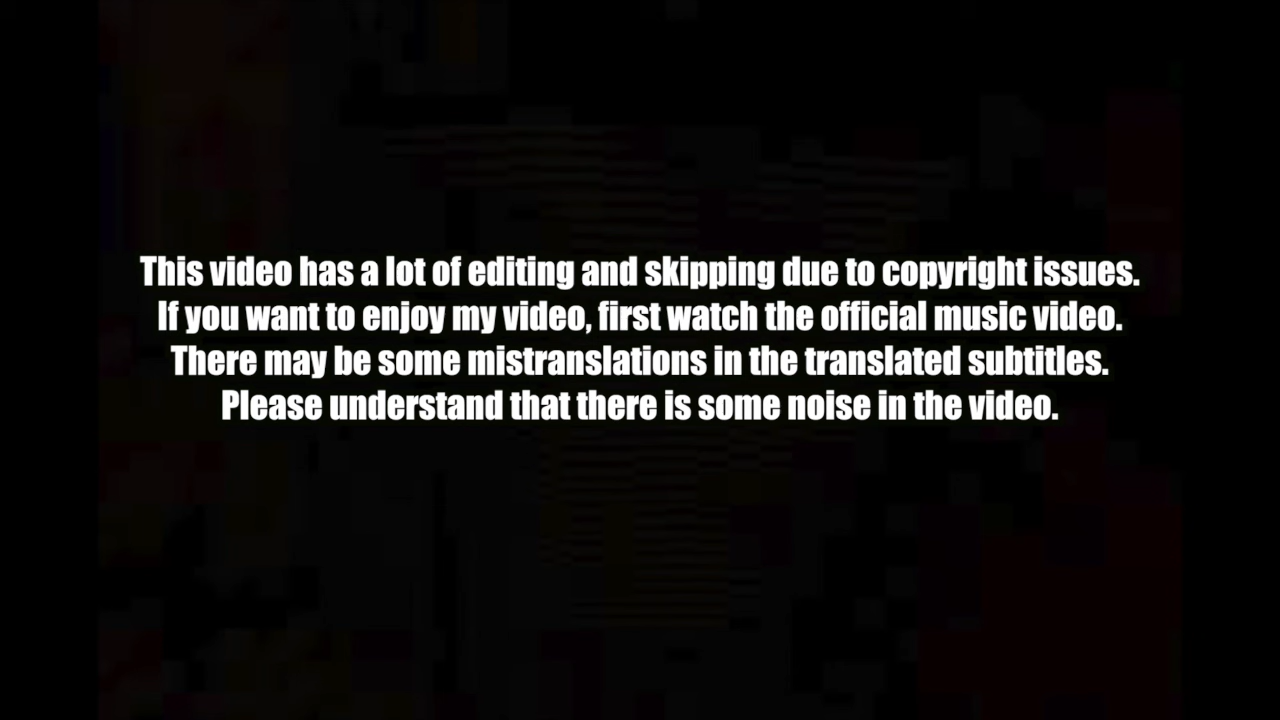 This video has a lot of editing and skipping due to copyright issues.
If you want to enjoy my video, first watch the official music video.
There may be some mistranslations in the translated subtitles.
Please understand that there is some noise in the video.